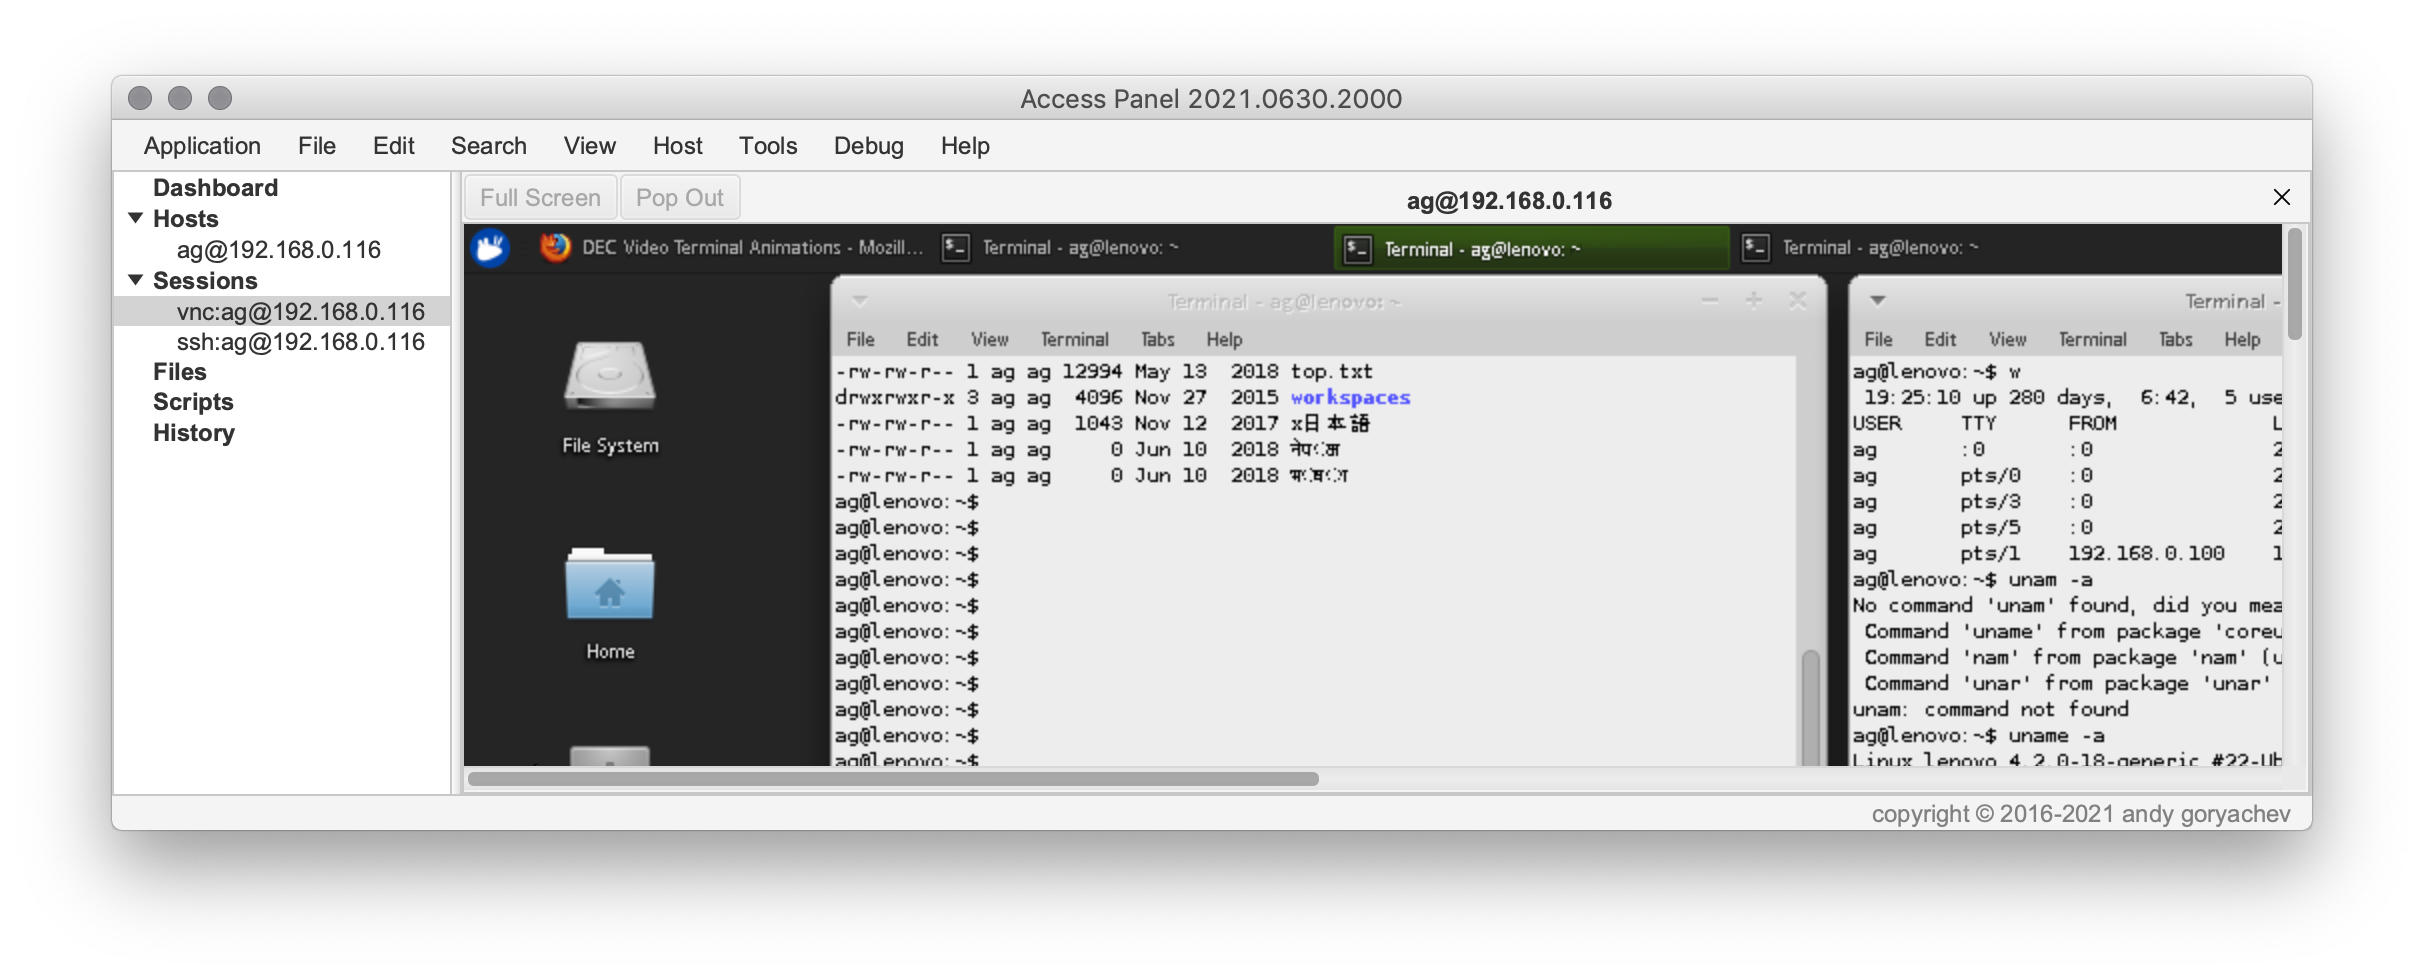 Access Panel 2021.0630.2000
Application File Edit Search View Host Tools Debug Help
Dashboard
Hosts
ag@192.168.0.116
Sessions
vnc:ag@192.168.0.116
ssh:ag@192.168.0.116
Files
Scripts
History
Full Screen Pop Out
ag@192.168.0.116
DEC Video Terminal Animations - Mozill...
Terminal - ag@lenovo: ~
Terminal - ag@lenovo: ~
Terminal - ag@lenovo: ~
File System
Home
Terminal - ag@lenovo: ~
File Edit View Terminal Tabs Help
-rw-rw-r-- 1 ag ag 12994 May 13  2018 top.txt
drwxrwxr-x 3 ag ag  4096 Nov 27  2015 workspaces
-rw-rw-r-- 1 ag ag  1043 Nov 12  2017 x日本語
-rw-rw-r-- 1 ag ag     0 Jun 10  2018
-rw-rw-r-- 1 ag ag     0 Jun 10  2018
ag@lenovo:~$
ag@lenovo:~$
ag@lenovo:~$
ag@lenovo:~$
ag@lenovo:~$
ag@lenovo:~$
ag@lenovo:~$
ag@lenovo:~$
ag@lenovo:~$
ag@lenovo:~$
ag@lenovo:~$
Terminal -
File Edit View Terminal Tabs Help
ag@lenovo:~$ w
 19:25:10 up 280 days,  6:42,  5 use
USER     TTY      FROM             L
ag       :0       :0               2
ag       pts/0    :0               2
ag       pts/3    :0               2
ag       pts/5    :0               2
ag       pts/1    192.168.0.100    1
ag@lenovo:~$ unam -a
No command 'unam' found, did you mea
 Command 'uname' from package 'coreu
 Command 'nam' from package 'nam' (u
 Command 'unar' from package 'unar'
unam: command not found
ag@lenovo:~$ uname -a
Linux lenovo 4.2.0-18-generic #22-Ub
copyright © 2016-2021 andy goryachev